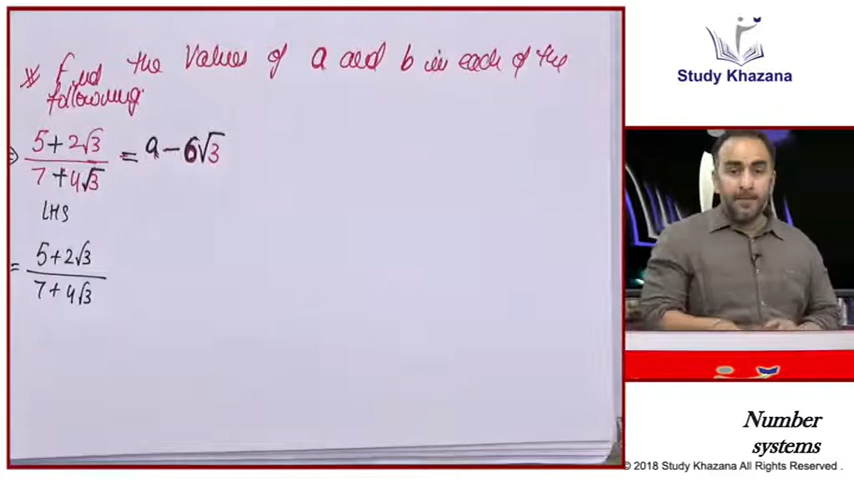 Find the Values of a and b in each of the
following:
⇒ 5+2√3 / 7+4√3 = a-6√3
LHS
= 5+2√3 / 7+4√3
Study Khazana
Number
systems
© 2018 Study Khazana All Rights Reserved .